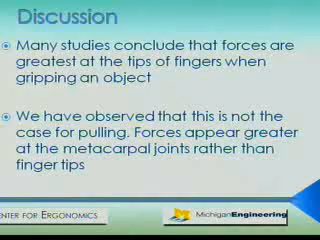 Discussion
Many studies conclude that forces are
greatest at the tips of fingers when
gripping an object
We have observed that this is not the
case for pulling. Forces appear greater
at the metacarpal joints rather than
finger tips
ENTER FOR ERGONOMICS
MichiganEngineering